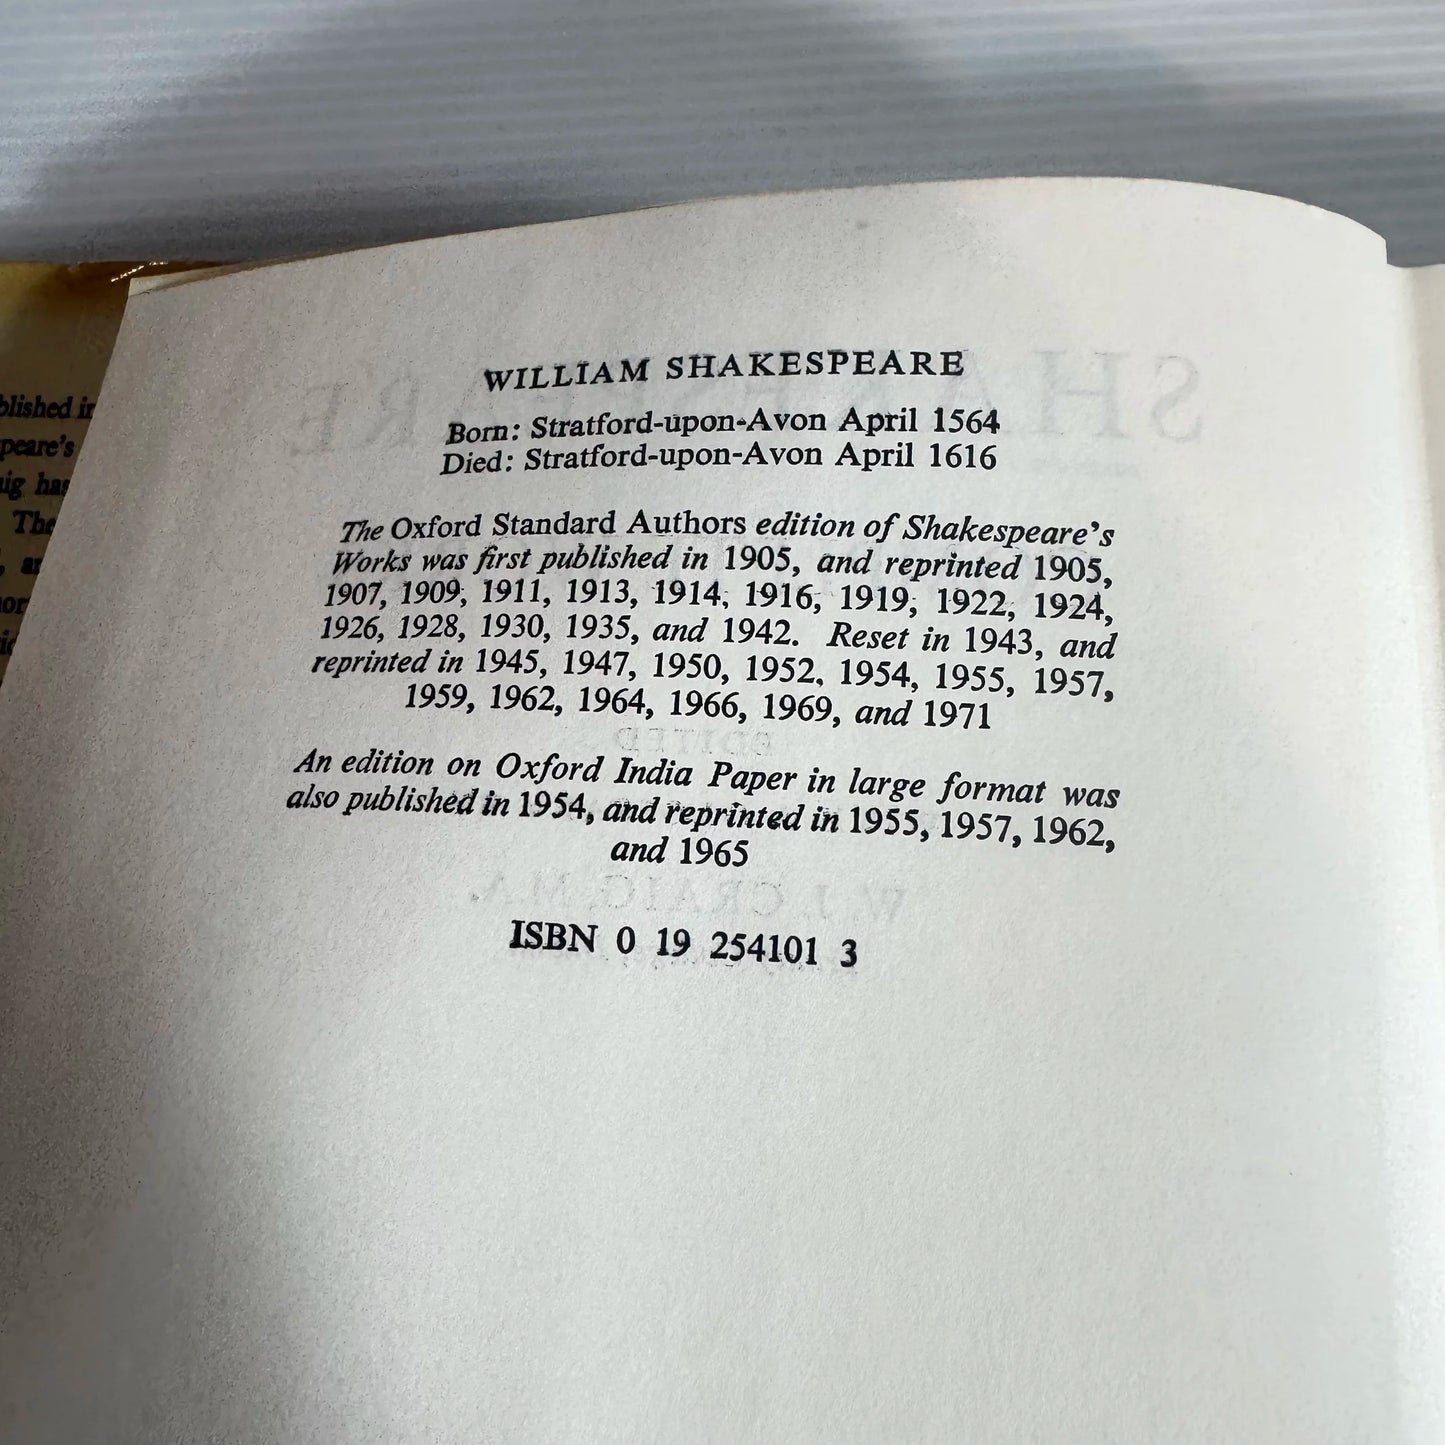 WILLIAM SHAKESPEARE
Born: Stratford-upon-Avon April 1564
Died: Stratford-upon-Avon April 1616
The Oxford Standard Authors edition of Shakespeare's
Works was first published in 1905, and reprinted 1905,
1907, 1909, 1911, 1913, 1914, 1916, 1919, 1922, 1924,
1926, 1928, 1930, 1935, and 1942. Reset in 1943, and
reprinted in 1945, 1947, 1950, 1952, 1954, 1955, 1957,
1959, 1962, 1964, 1966, 1969, and 1971
An edition on Oxford India Paper in large format was
also published in 1954, and reprinted in 1955, 1957, 1962,
and 1965
ISBN 0 19 254101 3